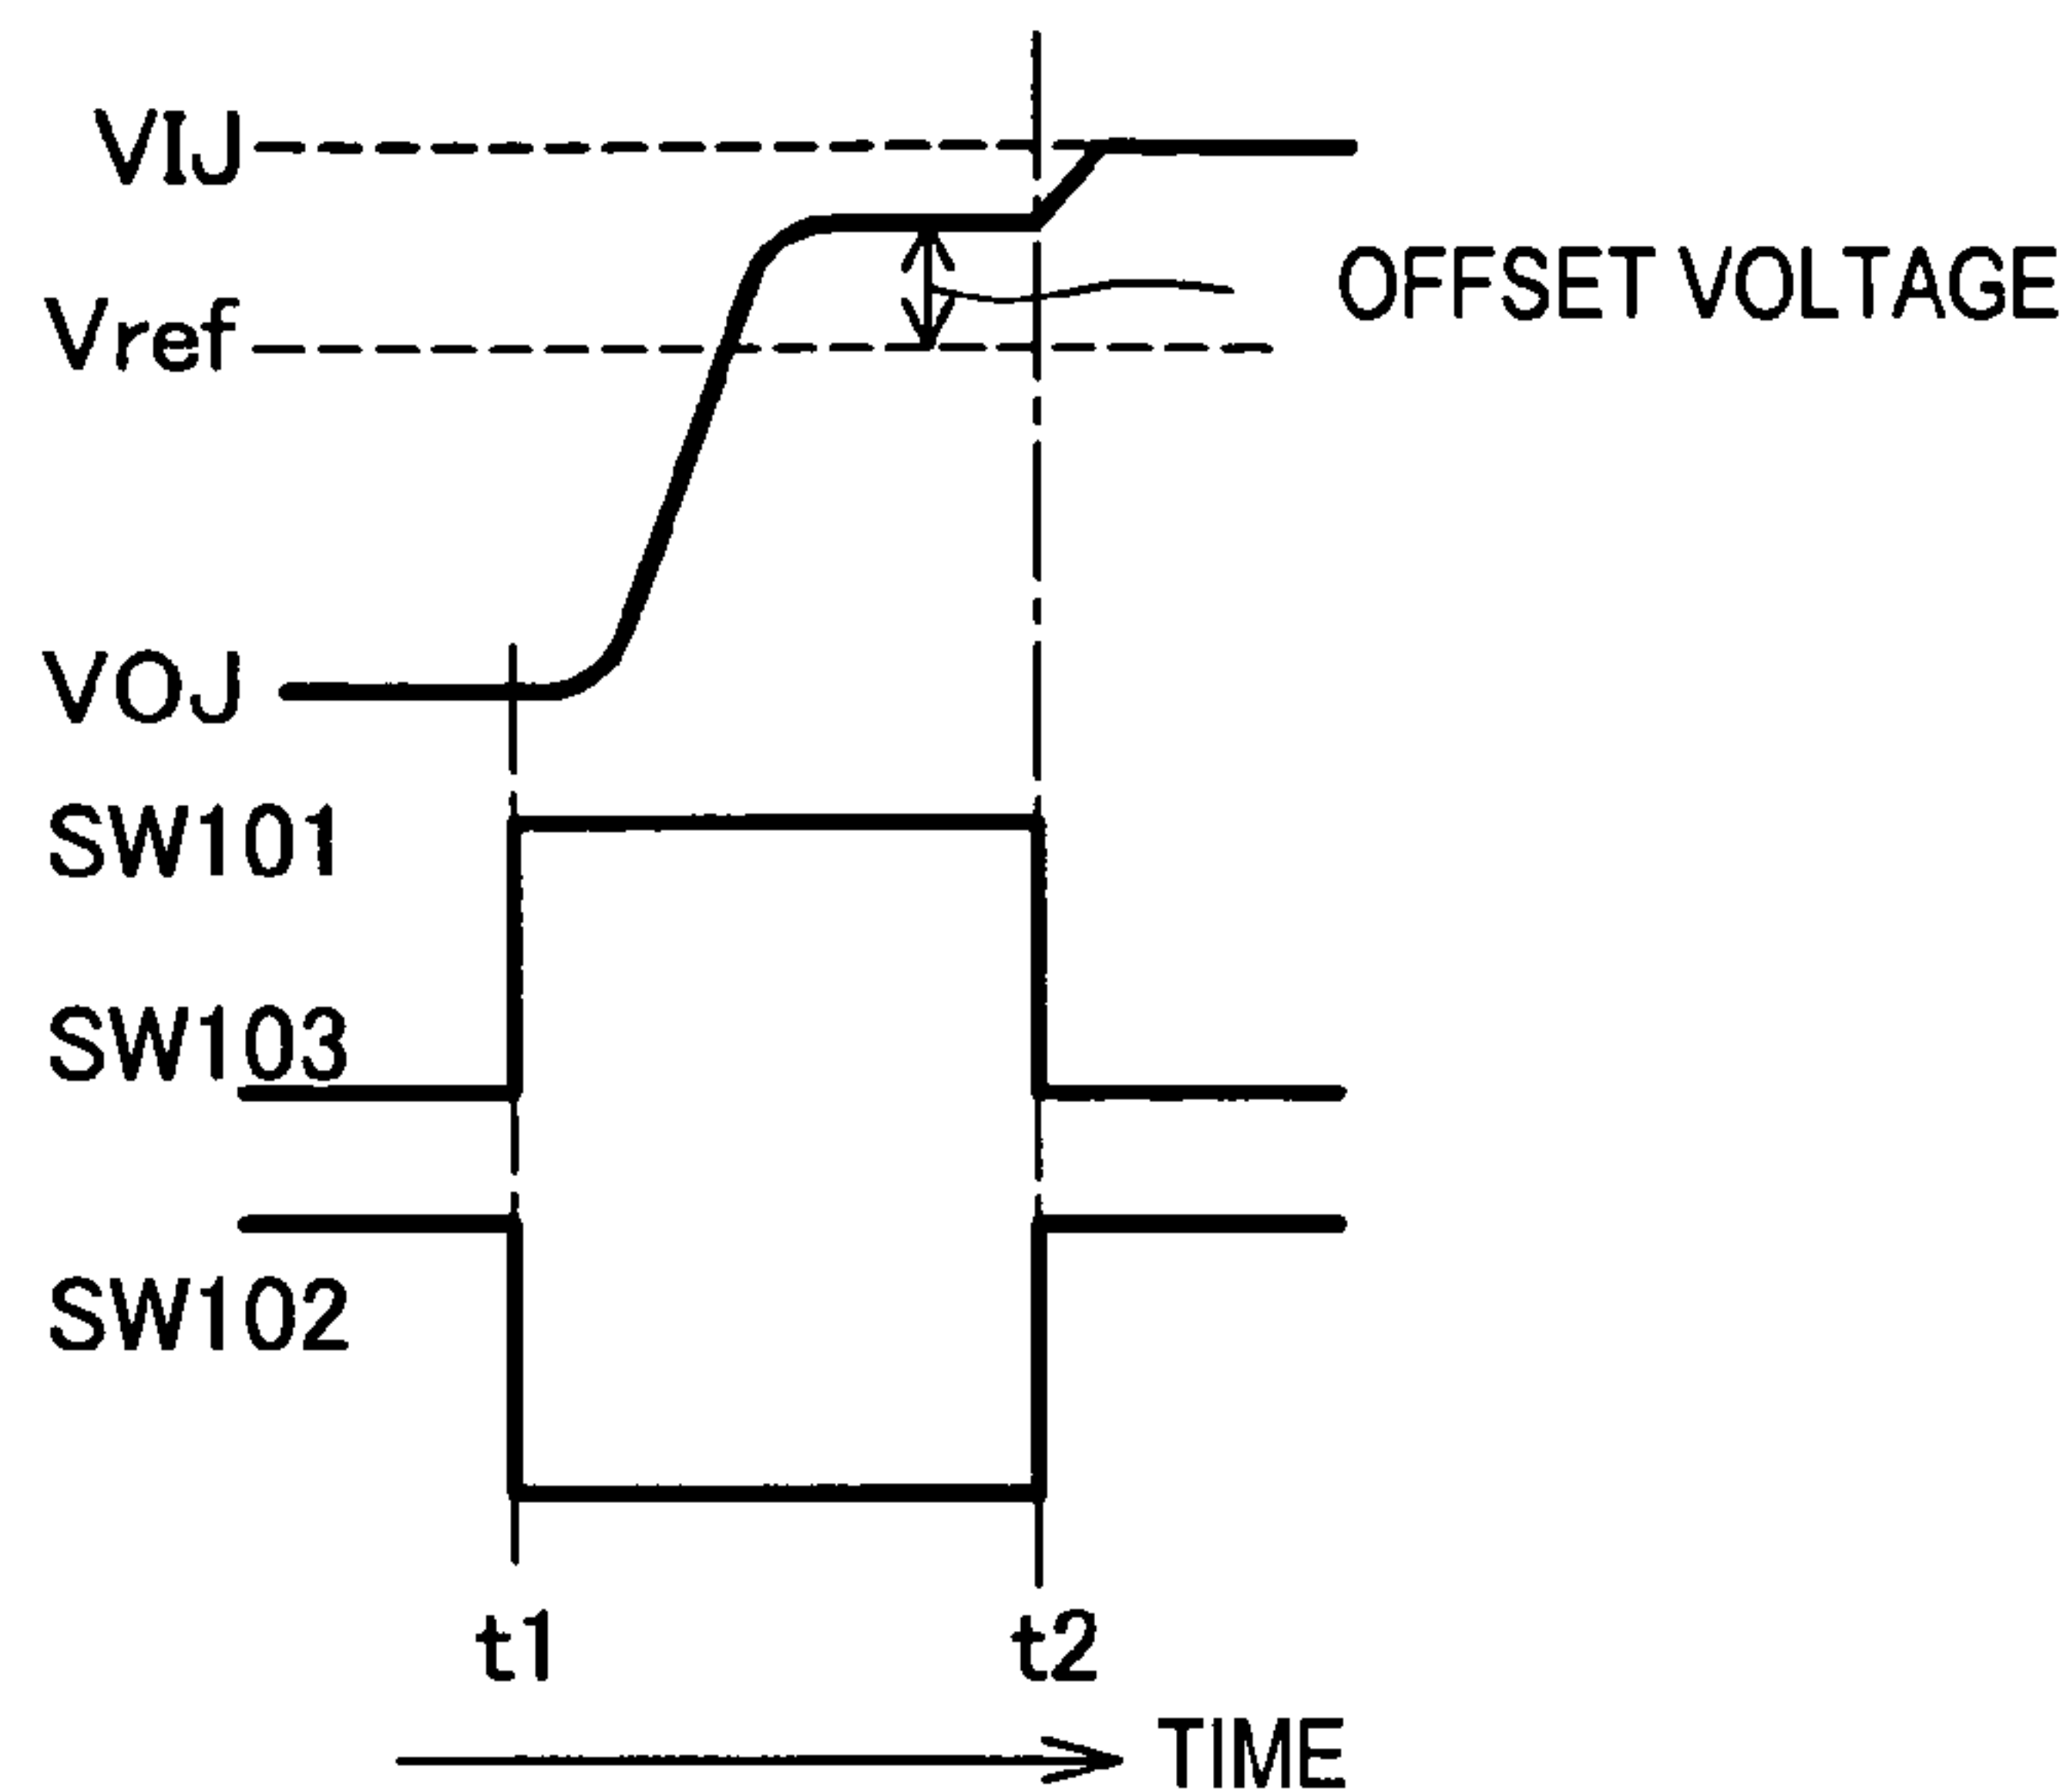 VIJ
OFFSET VOLTAGE
Vref
VOJ
SW101
SW103
SW102
t1 t2
TIME